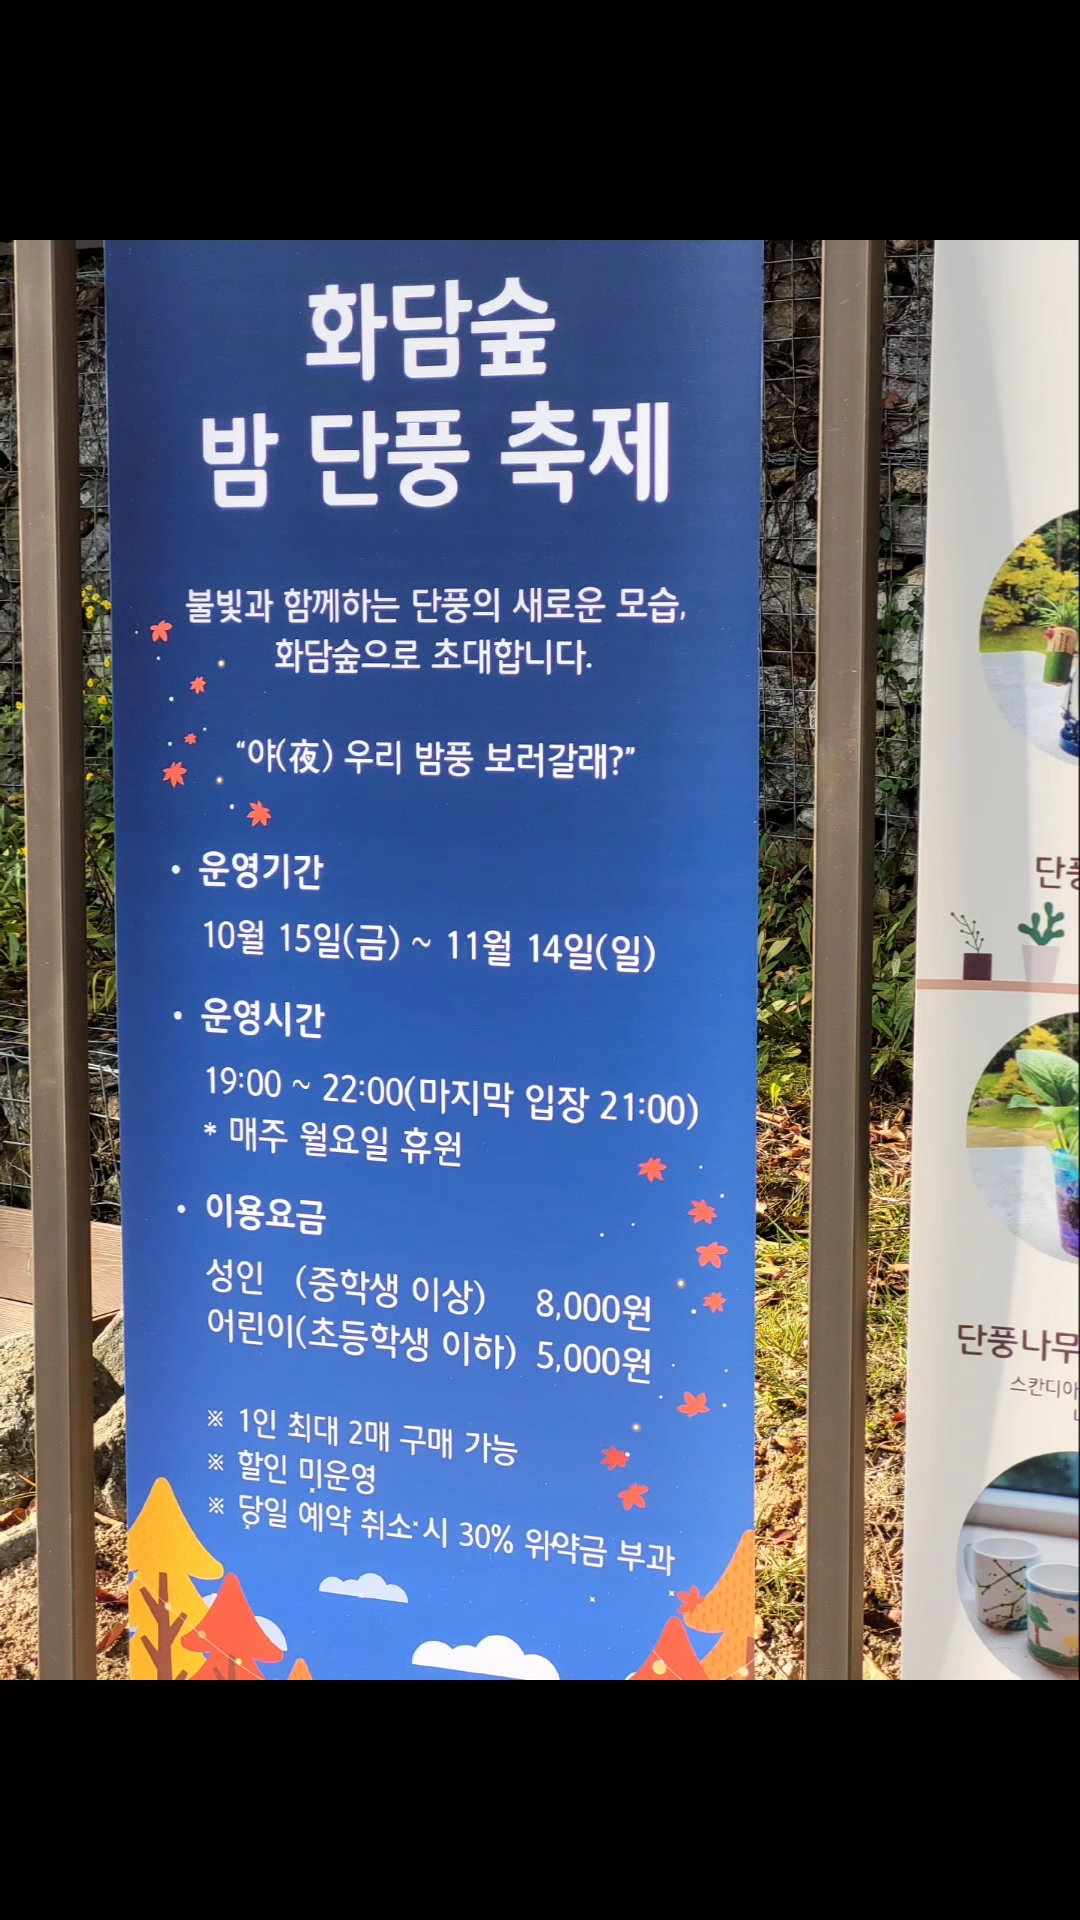 화담숲
밤 단풍 축제
불빛과 함께하는 단풍의 새로운 모습,
화담숲으로 초대합니다.
“야(夜) 우리 밤풍 보러갈래?”
• 운영기간
10월 15일(금) ~ 11월 14일(일)
• 운영시간
19:00 ~ 22:00(마지막 입장 21:00)
* 매주 월요일 휴원
• 이용요금
성인 (중학생 이상) 8,000원
어린이(초등학생 이하) 5,000원
※ 1인 최대 2매 구매 가능
※ 할인 미운영
※ 당일 예약 취소 시 30% 위약금 부과
단풍
단풍나무
스칸디아